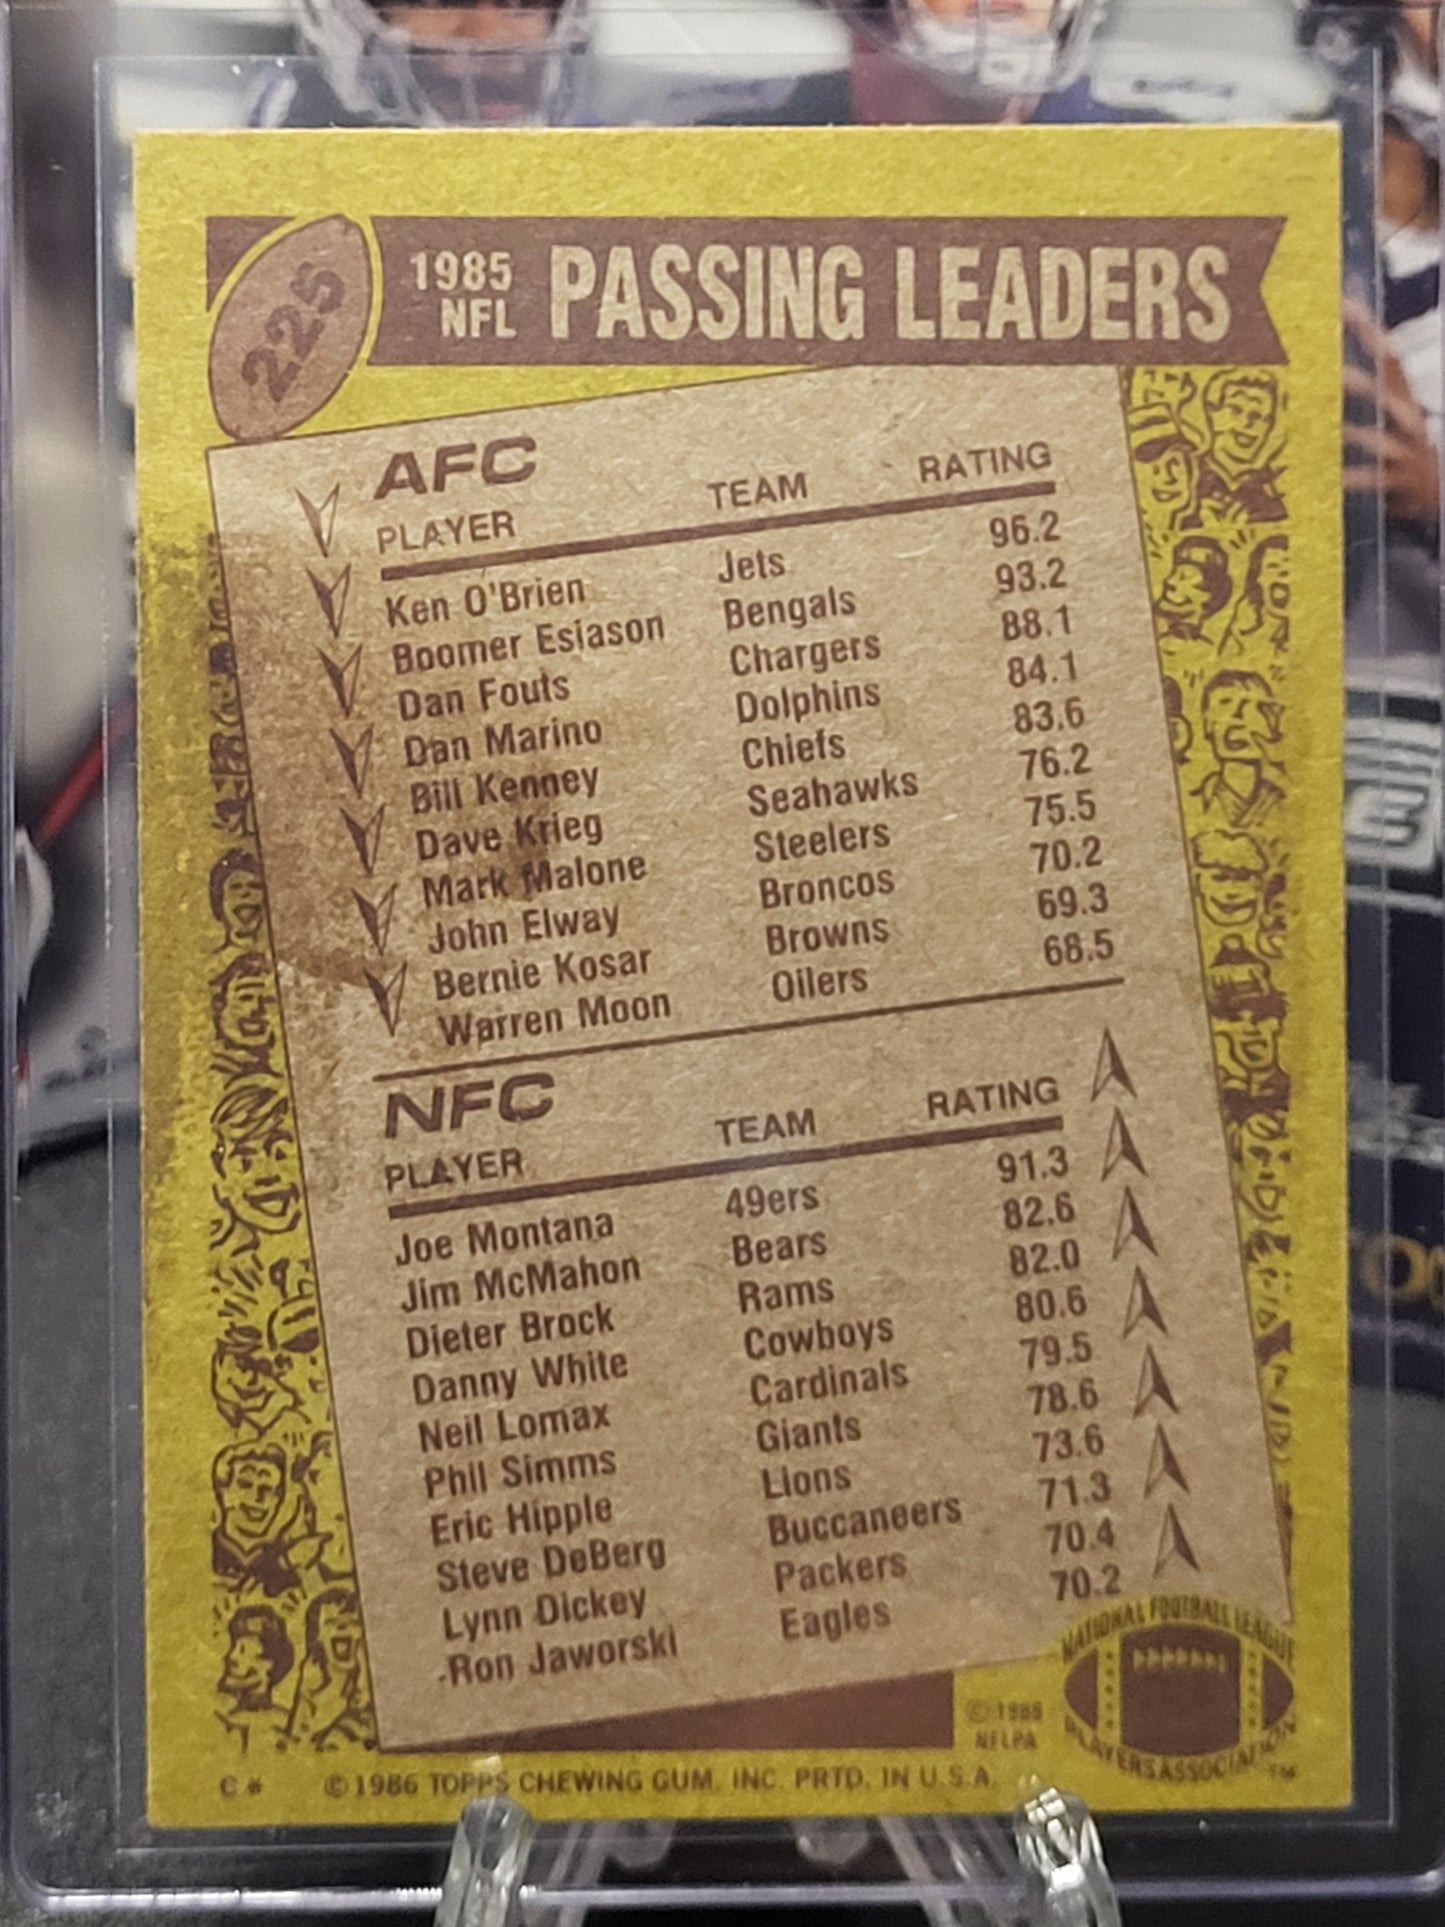 225
1985 NFL PASSING LEADERS
AFC
PLAYER TEAM RATING
Ken O'Brien Jets 96.2
Boomer Esiason Bengals 93.2
Dan Fouts Chargers 88.1
Dan Marino Dolphins 84.1
Bill Kenney Chiefs 83.6
Dave Krieg Seahawks 76.2
Mark Malone Steelers 75.5
John Elway Broncos 70.2
Bernie Kosar Browns 69.3
Warren Moon Oilers 68.5
NFC
PLAYER TEAM RATING
Joe Montana 49ers 91.3
Jim McMahon Bears 82.6
Dieter Brock Rams 82.0
Danny White Cowboys 80.6
Neil Lomax Cardinals 79.5
Phil Simms Giants 78.6
Eric Hipple Lions 73.6
Steve DeBerg Buccaneers 71.3
Lynn Dickey Packers 70.4
Ron Jaworski Eagles 70.2
NATIONAL FOOTBALL LEAGUE
PLAYERS ASSOCIATION
NFLPA
C* © 1986 TOPPS CHEWING GUM, INC. PRTD. IN U.S.A.